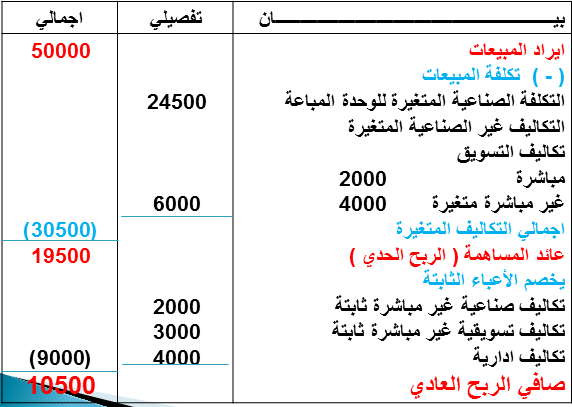 بيـــــــــــــــــــــــــــــــان تفصيلي اجمالي
ايراد المبيعات 50000
( - ) تكلفة المبيعات
التكلفة الصناعية المتغيرة للوحدة المباعة 24500
التكاليف غير الصناعية المتغيرة
تكاليف التسويق
مباشرة 2000
غير مباشرة متغيرة 4000 6000
اجمالي التكاليف المتغيرة (30500)
عائد المساهمة ( الربح الحدي ) 19500
يخصم الأعباء الثابتة
تكاليف صناعية غير مباشرة ثابتة 2000
تكاليف تسويقية غير مباشرة ثابتة 3000
تكاليف ادارية 4000 (9000)
صافي الربح العادي 10500